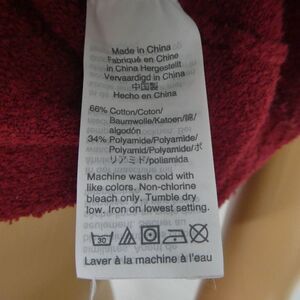 Made in China
Fabriqué en Chine
in China Hergestellt
Vervaardigd in China
中国製
Hecho en China
66% Cotton/Coton/
Baumwolle/Katoen/綿/
algodón
34% Polyamide/Polyamide/
Polyamid/Polyamide/ポ
リアミド/poliamida
Machine wash cold with
like colors. Non-chlorine
bleach only. Tumble dry
low. Iron on lowest setting.
30
Laver à la machine à l'eau